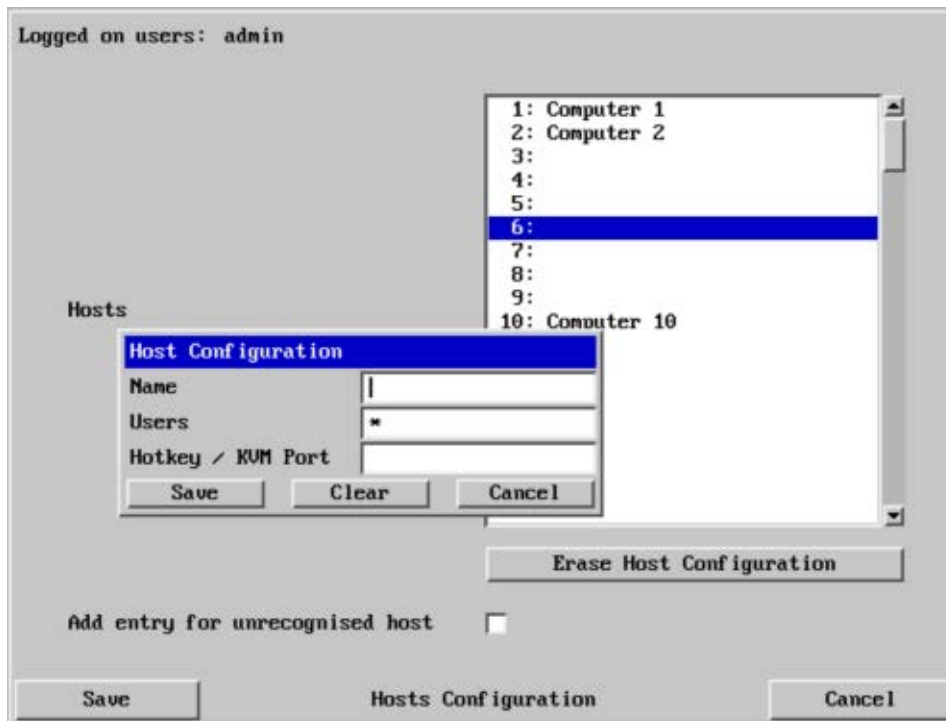 Logged on users: admin
1: Computer 1
2: Computer 2
3:
4:
5:
6:
7:
8:
9:
10: Computer 10
Hosts
Host Configuration
Name
Users *
Hotkey / KVM Port
Save Clear Cancel
Erase Host Configuration
Add entry for unrecognised host
Save Hosts Configuration Cancel